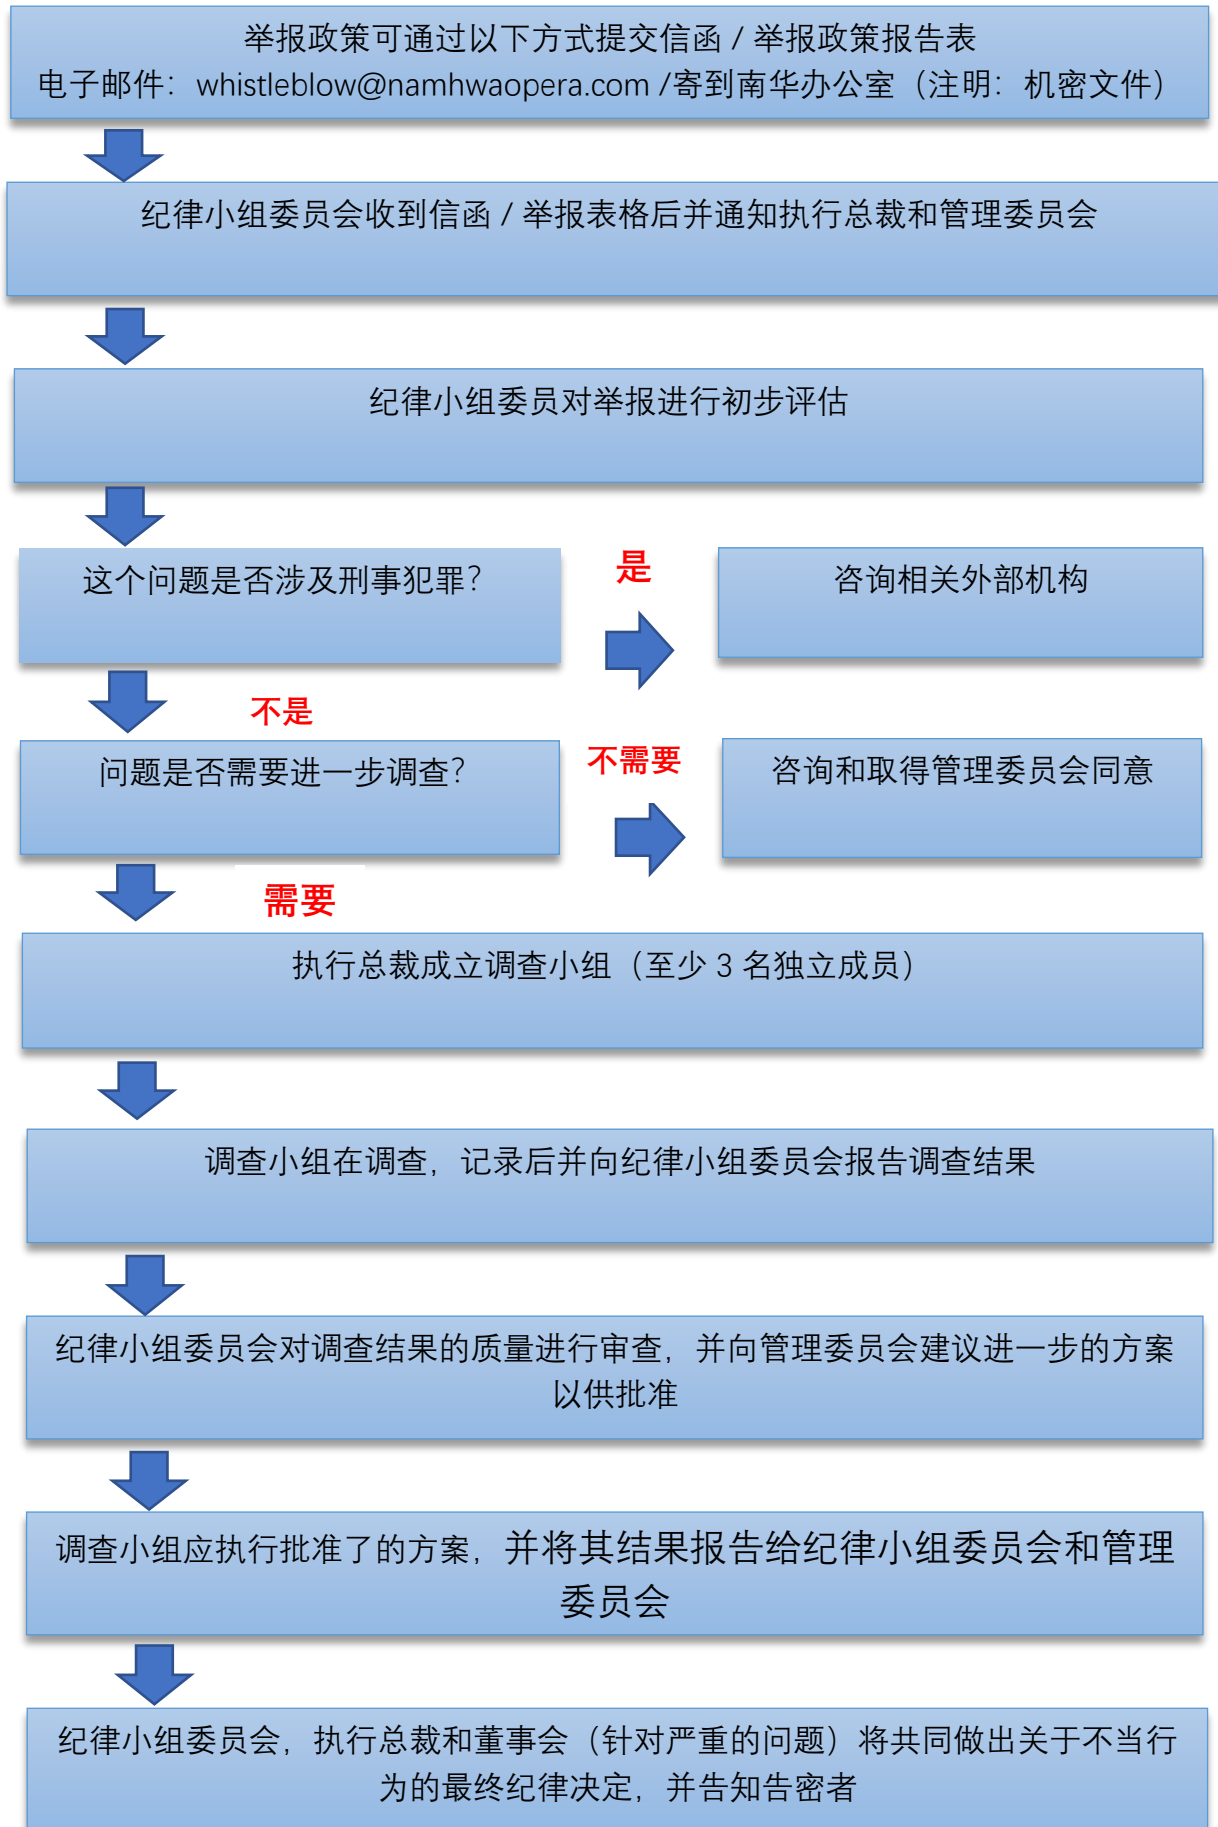 举报政策可通过以下方式提交信函 / 举报政策报告表
电子邮件：whistleblow@namhwaopera.com /寄到南华办公室（注明：机密文件）
纪律小组委员会收到信函 / 举报表格后并通知执行总裁和管理委员会
纪律小组委员对举报进行初步评估
这个问题是否涉及刑事犯罪？
是
咨询相关外部机构
不是
问题是否需要进一步调查？
不需要
咨询和取得管理委员会同意
需要
执行总裁成立调查小组（至少 3 名独立成员）
调查小组在调查，记录后并向纪律小组委员会报告调查结果
纪律小组委员会对调查结果的质量进行审查，并向管理委员会建议进一步的方案
以供批准
调查小组应执行批准了的方案，并将其结果报告给纪律小组委员会和管理
委员会
纪律小组委员会，执行总裁和董事会（针对严重的问题）将共同做出关于不当行
为的最终纪律决定，并告知告密者